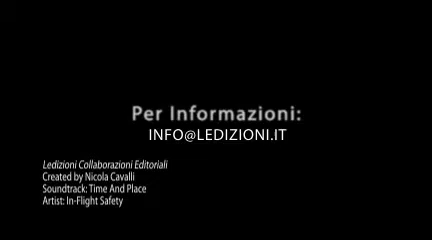 Per Informazioni:
INFO@LEDIZIONI.IT
Ledizioni Collaborazioni Editoriali
Created by Nicola Cavalli
Soundtrack: Time And Place
Artist: In-Flight Safety